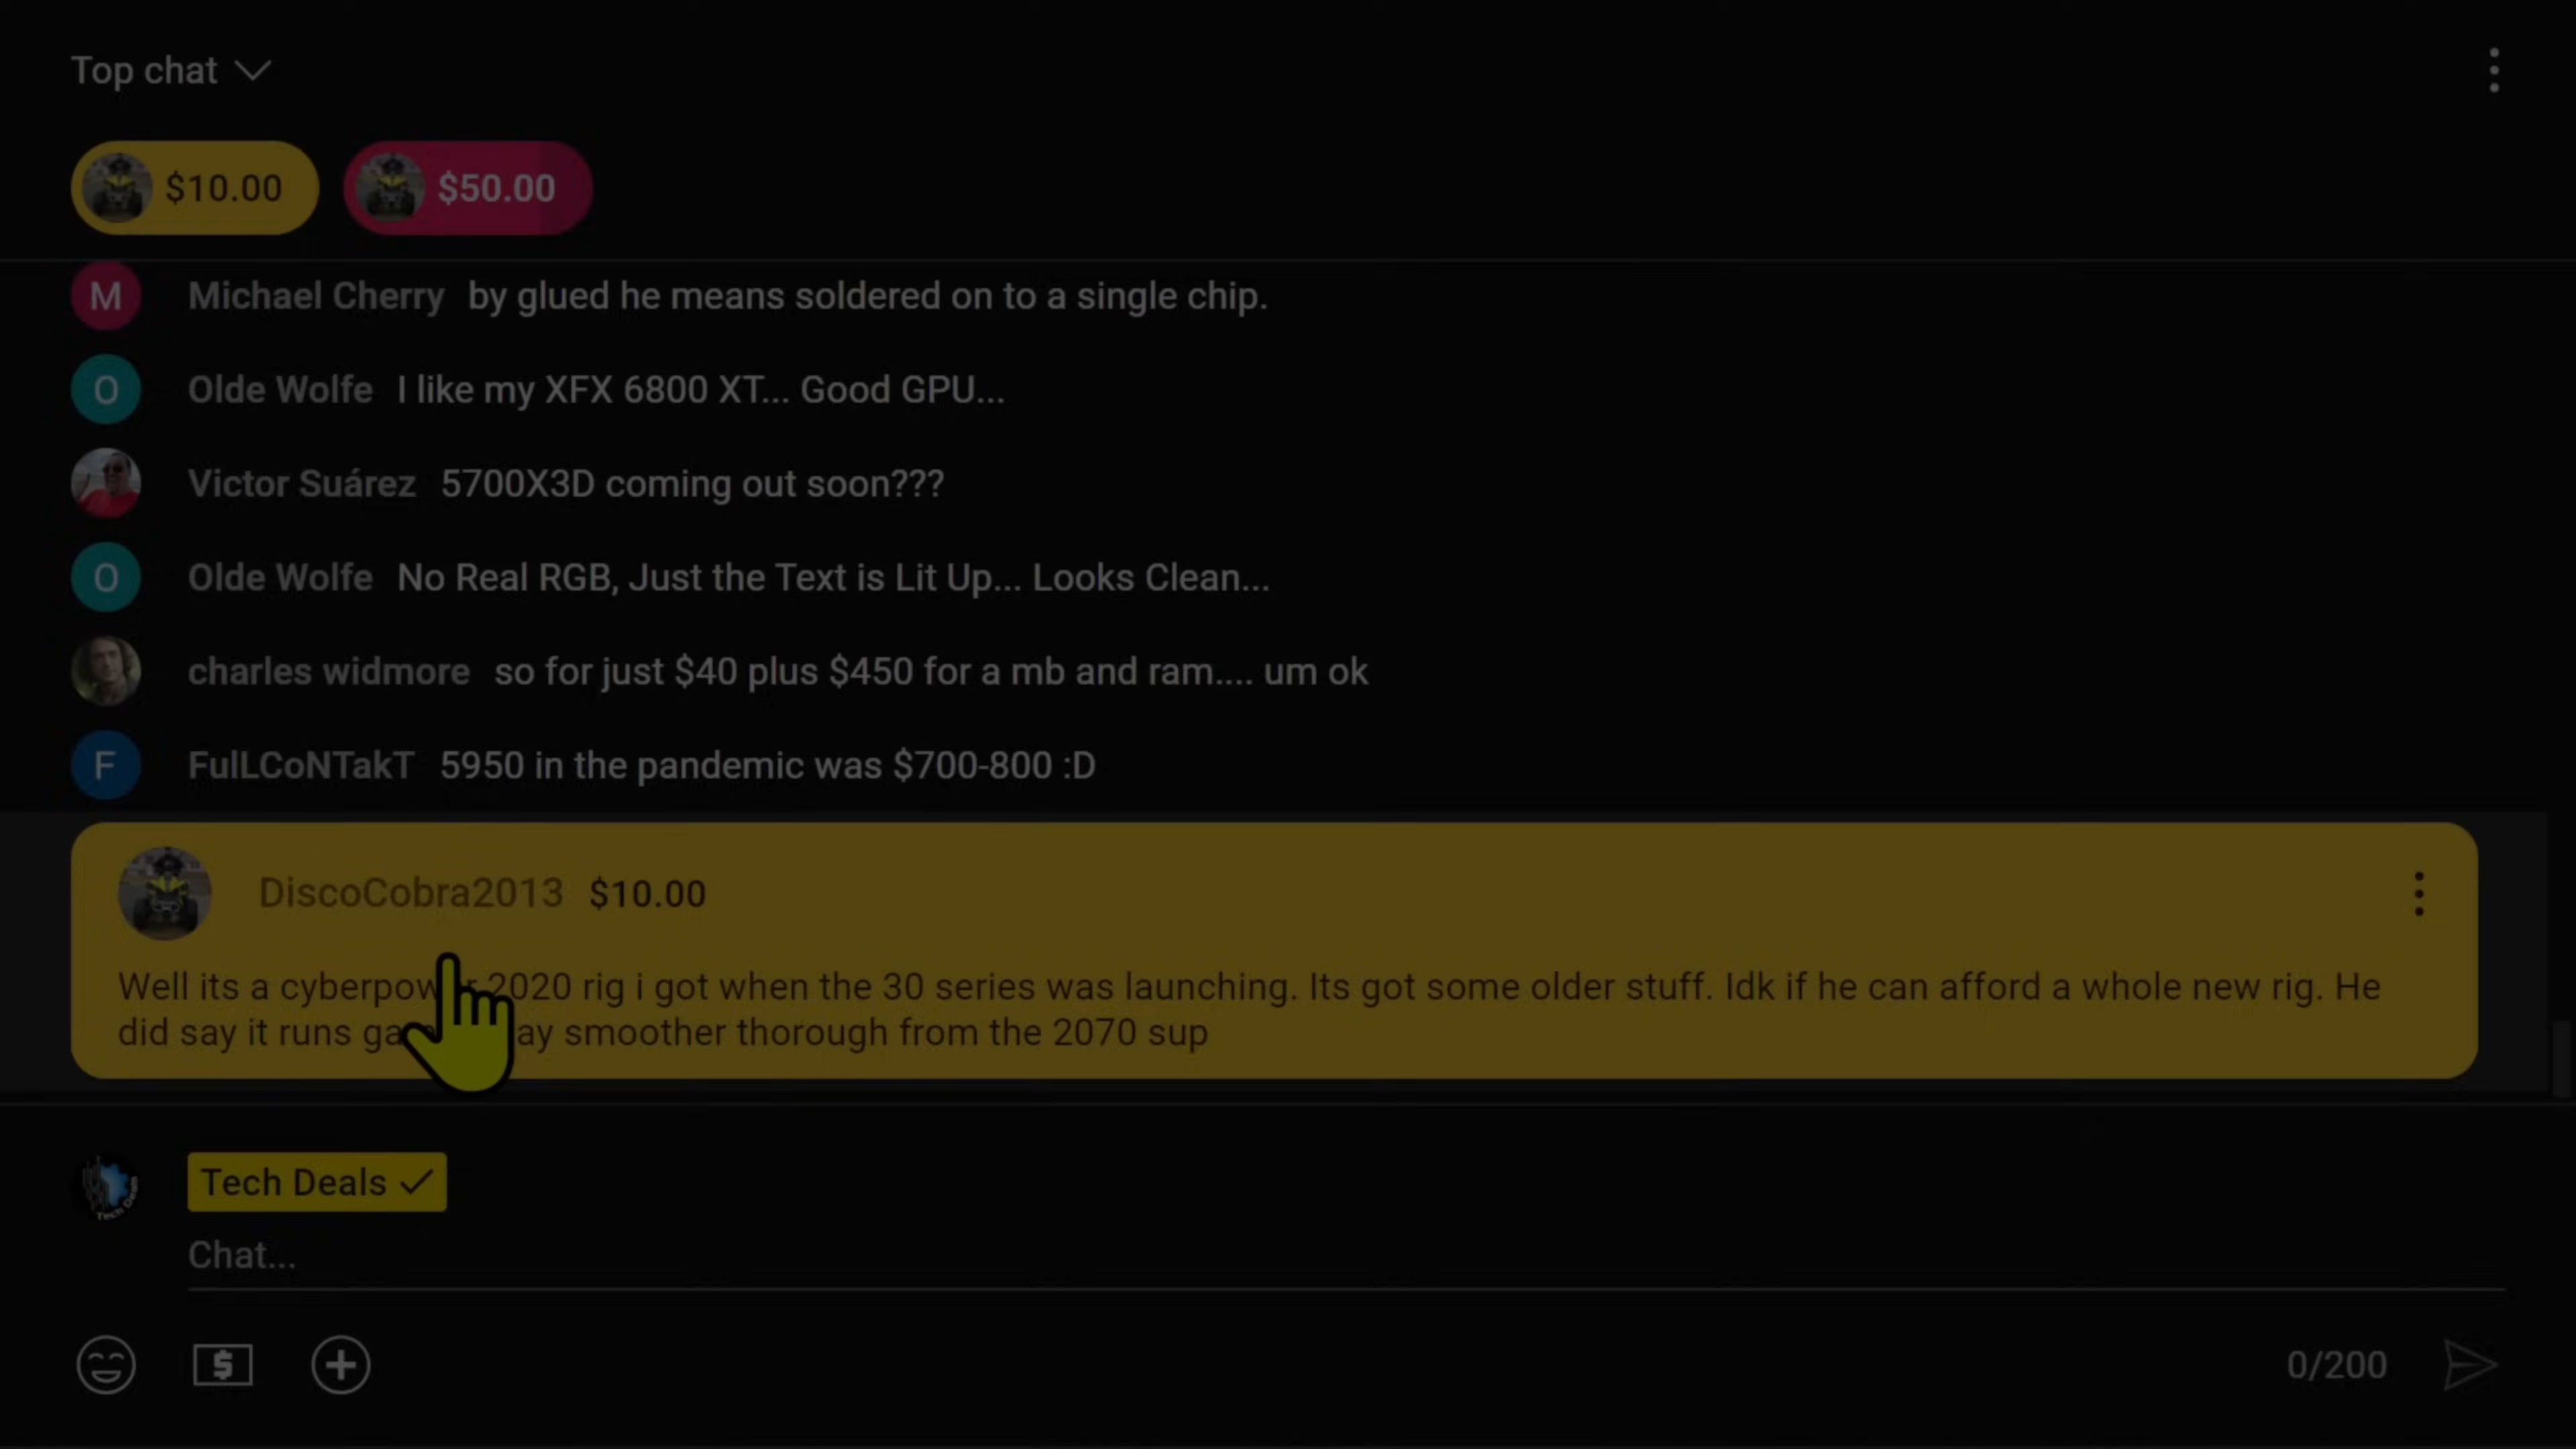 Top chat
$10.00 $50.00
M Michael Cherry by glued he means soldered on to a single chip.
O Olde Wolfe I like my XFX 6800 XT... Good GPU...
Victor Suárez 5700X3D coming out soon???
O Olde Wolfe No Real RGB, Just the Text is Lit Up... Looks Clean...
charles widmore so for just $40 plus $450 for a mb and ram.... um ok
F FulLCoNTakT 5950 in the pandemic was $700-800 :D
DiscoCobra2013 $10.00
Well its a 2020 rig i got when the 30 series was launching. Its got some older stuff. Idk if he can afford a whole new rig. He
did say it runs smoother thorough from the 2070 sup
Tech Deals
Tech Deals
Chat...
0/200